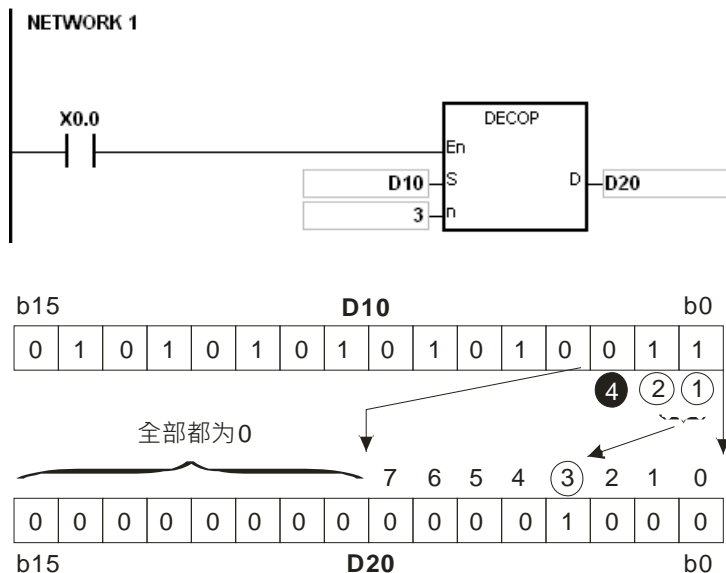 NETWORK 1
X0.0
DECOP
En
D10 S D D20
3 n
b15 D10 b0
0 1 0 1 0 1 0 1 0 1 0 1 0 0 1 1
4 2 1
全部都为0
7 6 5 4 3 2 1 0
0 0 0 0 0 0 0 0 0 0 0 0 1 0 0 0
b15 D20 b0